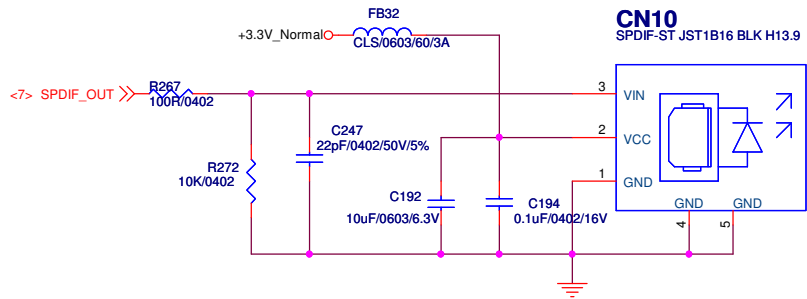 FB32
+3.3V_Normal
CLS/0603/60/3A
CN10
SPDIF-ST JST1B16 BLK H13.9
<7> SPDIF_OUT
R267
100R/0402
3
VIN
C247
22pF/0402/50V/5%
2
VCC
R272
10K/0402
1
GND
C192
10uF/0603/6.3V
C194
0.1uF/0402/16V
GND
GND
4
5